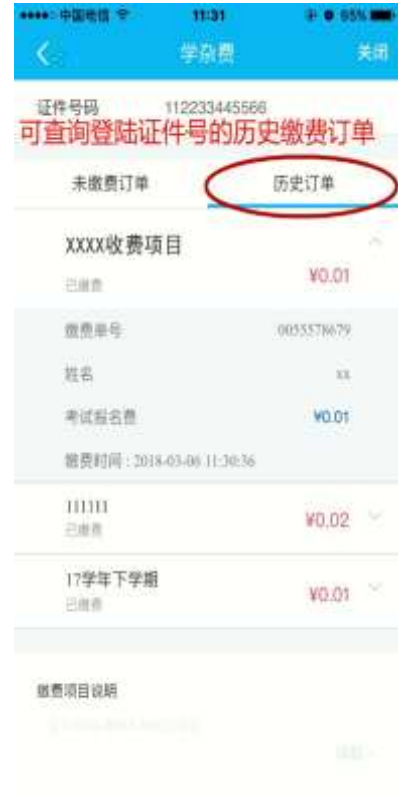 中国电信 11:31 65%
学杂费 关闭
证件号码 112233445566
可查询登陆证件号的历史缴费订单
未缴费订单 历史订单
XXXX收费项目
已缴费 ¥0.01
缴费单号 0055578679
姓名 xx
考试报名费 ¥0.01
缴费时间：2018-03-06 11:30:36
111111
已缴费 ¥0.02
17学年下学期
已缴费 ¥0.01
缴费项目说明